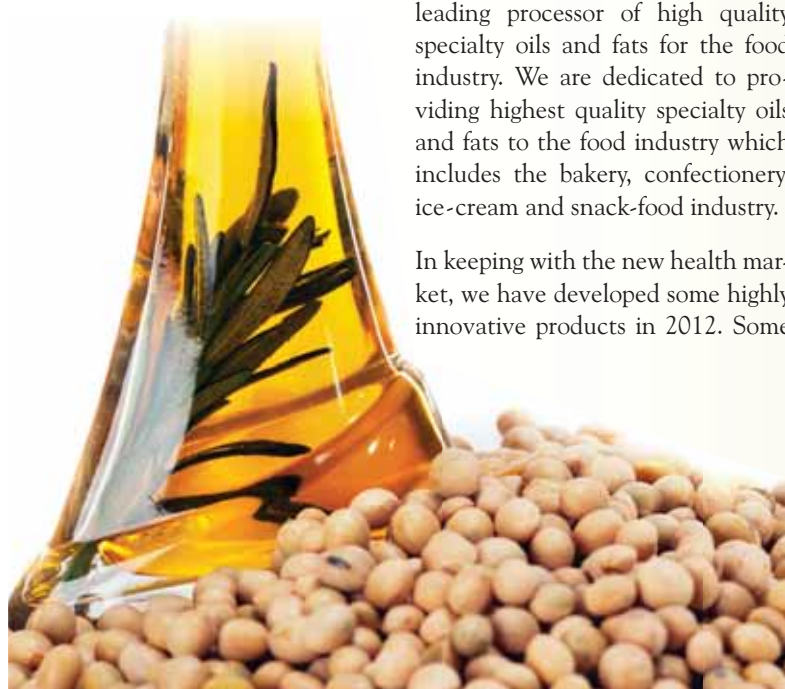 leading processor of high quality
specialty oils and fats for the food
industry. We are dedicated to pro-
viding highest quality specialty oils
and fats to the food industry which
includes the bakery, confectionery
ice-cream and snack-food industry.
In keeping with the new health mar-
ket, we have developed some highly
innovative products in 2012. Some